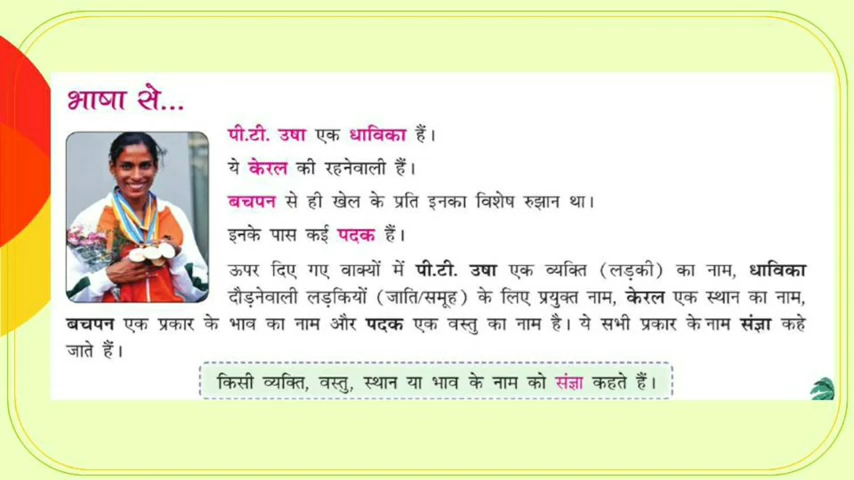 भाषा से...
पी.टी. उषा एक धाविका हैं।
ये केरल की रहनेवाली हैं।
बचपन से ही खेल के प्रति इनका विशेष रुझान था।
इनके पास कई पदक हैं।
ऊपर दिए गए वाक्यों में पी.टी. उषा एक व्यक्ति (लड़की) का नाम, धाविका
दौड़नेवाली लड़कियों (जाति/समूह) के लिए प्रयुक्त नाम, केरल एक स्थान का नाम,
बचपन एक प्रकार के भाव का नाम और पदक एक वस्तु का नाम है। ये सभी प्रकार के नाम संज्ञा कहे
जाते हैं।
किसी व्यक्ति, वस्तु, स्थान या भाव के नाम को संज्ञा कहते हैं।